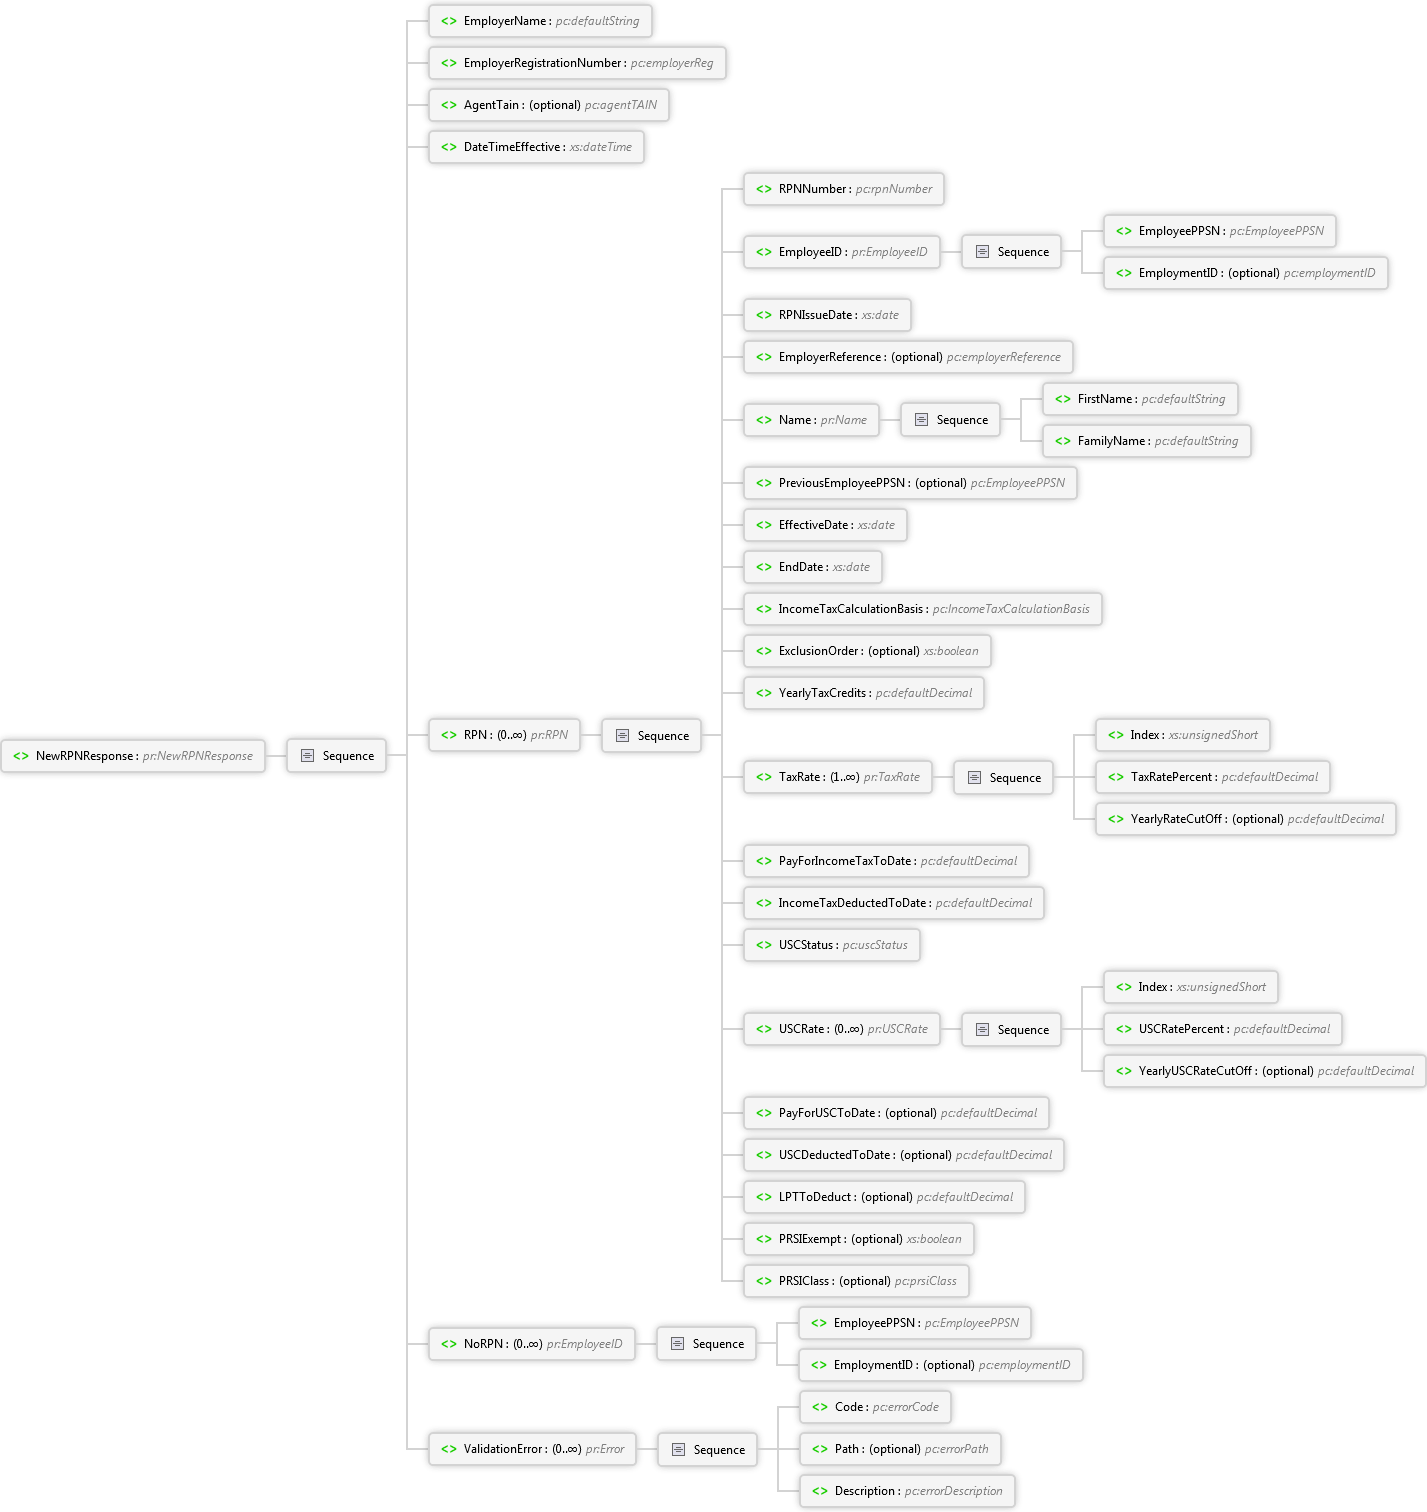 <> EmployerName : pc:defaultString
<> EmployerRegistrationNumber : pc:employerReg
<> AgentTain : (optional) pc:agentTAIN
<> DateTimeEffective : xs:dateTime
<> RPNNumber : pc:rpnNumber
<> EmployeePPSN : pc:EmployeePPSN
<> EmployeeID : pr:EmployeeID Sequence
<> EmploymentID : (optional) pc:employmentID
<> RPNIssueDate : xs:date
<> EmployerReference : (optional) pc:employerReference
<> FirstName : pc:defaultString
<> Name : pr:Name Sequence
<> FamilyName : pc:defaultString
<> PreviousEmployeePPSN : (optional) pc:EmployeePPSN
<> EffectiveDate : xs:date
<> EndDate : xs:date
<> IncomeTaxCalculationBasis : pc:IncomeTaxCalculationBasis
<> ExclusionOrder : (optional) xs:boolean
<> YearlyTaxCredits : pc:defaultDecimal
<> RPN : (0..∞) pr:RPN Sequence
<> Index : xs:unsignedShort
<> NewRPNResponse : pr:NewRPNResponse Sequence
<> TaxRate : (1..∞) pr:TaxRate Sequence
<> TaxRatePercent : pc:defaultDecimal
<> YearlyRateCutOff : (optional) pc:defaultDecimal
<> PayForIncomeTaxToDate : pc:defaultDecimal
<> IncomeTaxDeductedToDate : pc:defaultDecimal
<> USCStatus : pc:uscStatus
<> Index : xs:unsignedShort
<> USCRate : (0..∞) pr:USCRate Sequence
<> USCRatePercent : pc:defaultDecimal
<> YearlyUSCRateCutOff : (optional) pc:defaultDecimal
<> PayForUSCToDate : (optional) pc:defaultDecimal
<> USCDeductedToDate : (optional) pc:defaultDecimal
<> LPTToDeduct : (optional) pc:defaultDecimal
<> PRSIExempt : (optional) xs:boolean
<> PRSIClass : (optional) pc:prsiClass
<> EmployeePPSN : pc:EmployeePPSN
<> NoRPN : (0..∞) pr:EmployeeID Sequence
<> EmploymentID : (optional) pc:employmentID
<> Code : pc:errorCode
<> ValidationError : (0..∞) pr:Error Sequence
<> Path : (optional) pc:errorPath
<> Description : pc:errorDescription